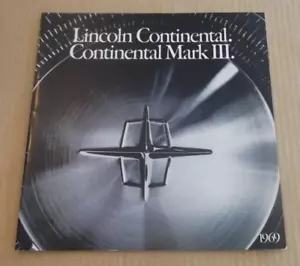 Lincoln Continental.
Continental Mark III.
1969